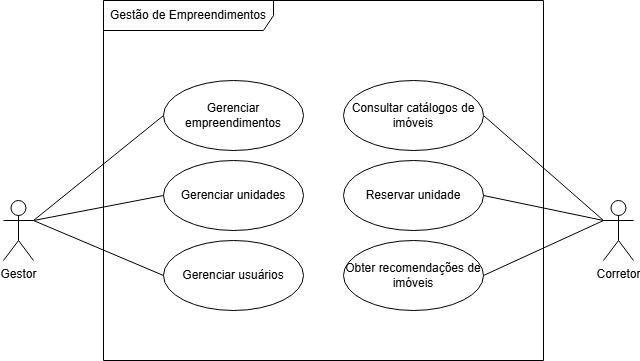 Gestão de Empreendimentos
Gerenciar
empreendimentos
Consultar catálogos de
imóveis
Gerenciar unidades
Reservar unidade
Gerenciar usuários
Obter recomendações de
imóveis
Gestor
Corretor